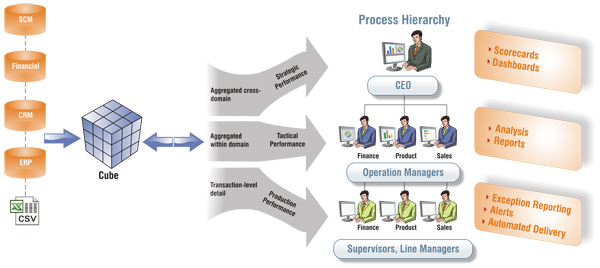 SCM
Financial
CRM
ERP
CSV
Cube
Aggregated cross-
domain
Strategic
Performance
Aggregated
within domain
Tactical
Performance
Transaction-level
detail
Production
Performance
Process Hierarchy
CEO
Finance Product Sales
Operation Managers
Finance Product Sales
Supervisors, Line Managers
Scorecards
Dashboards
Analysis
Reports
Exception Reporting
Alerts
Automated Delivery